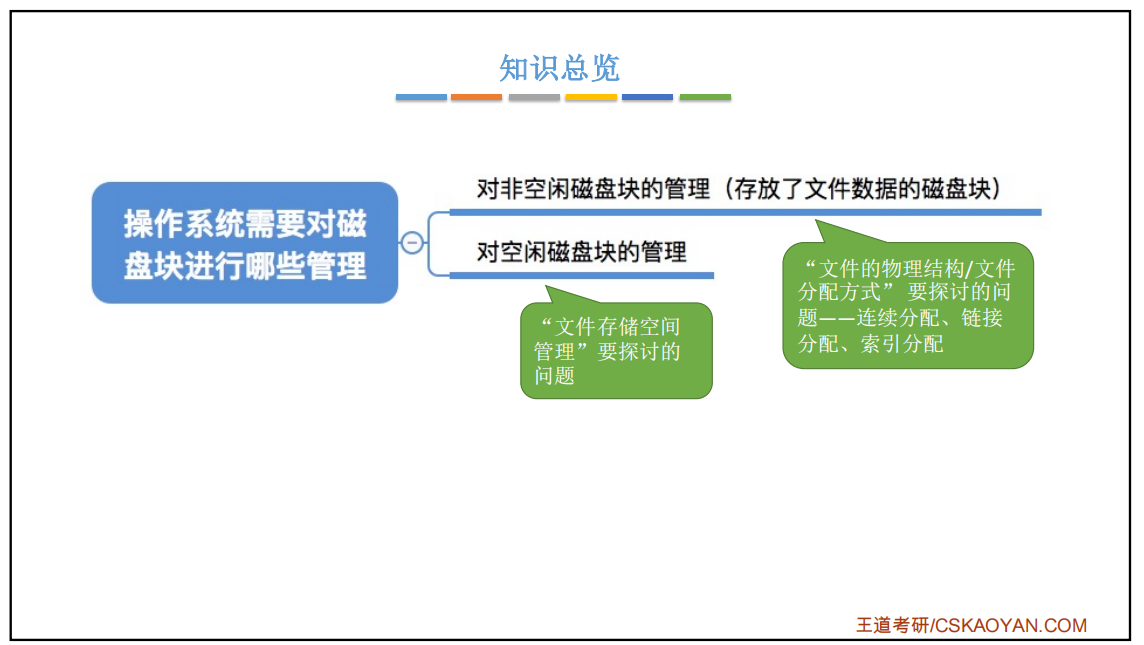 知识总览
操作系统需要对磁
盘块进行哪些管理
对非空闲磁盘块的管理（存放了文件数据的磁盘块）
对空闲磁盘块的管理
“文件的物理结构/文件
分配方式” 要探讨的问
题——连续分配、链接
分配、索引分配
“文件存储空间
管理”要探讨的
问题
王道考研/CSKAOYAN.COM